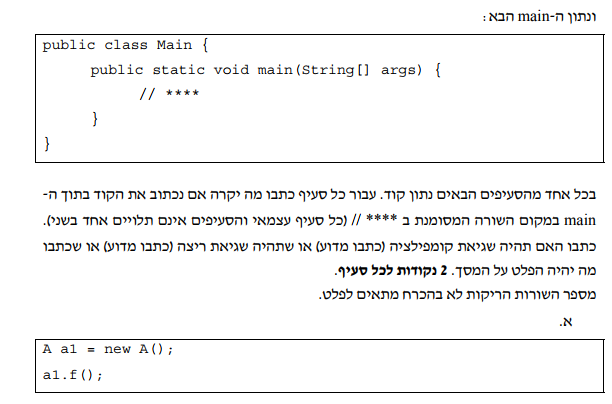 ונתון ה-main הבא:
public class Main {
public static void main(String[] args) {
// ****
}
}
בכל אחד מהסעיפים הבאים נתון קוד. עבור כל סעיף כתבו מה יקרה אם נכתוב את הקוד בתוך ה-
main במקום השורה המסומנת ב **** // (כל סעיף עצמאי והסעיפים אינם תלויים אחד בשני).
כתבו האם תהיה שגיאת קומפילציה (כתבו מדוע) או שתהיה שגיאת ריצה (כתבו מדוע) או שכתבו
מה יהיה הפלט על המסך. 2 נקודות לכל סעיף.
מספר השורות הריקות לא בהכרח מתאים לפלט.
א.
A a1 = new A();
a1.f();